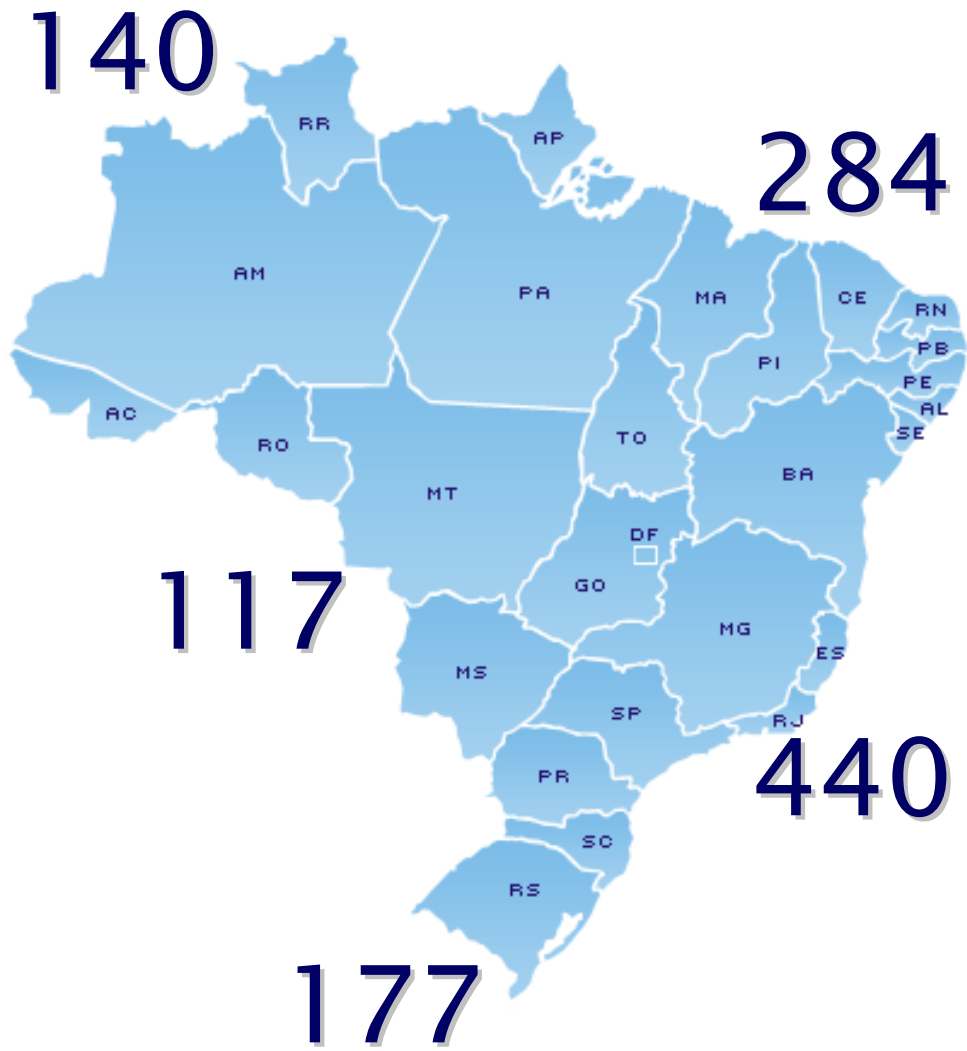 140
RR
AP
284
AM
PA
MA
CE
RN
PB
PI
PE
AL
AC
SE
TO
RO
BA
MT
DF
GO
117
MG
ES
MS
SP
RJ
440
PR
SC
RS
177